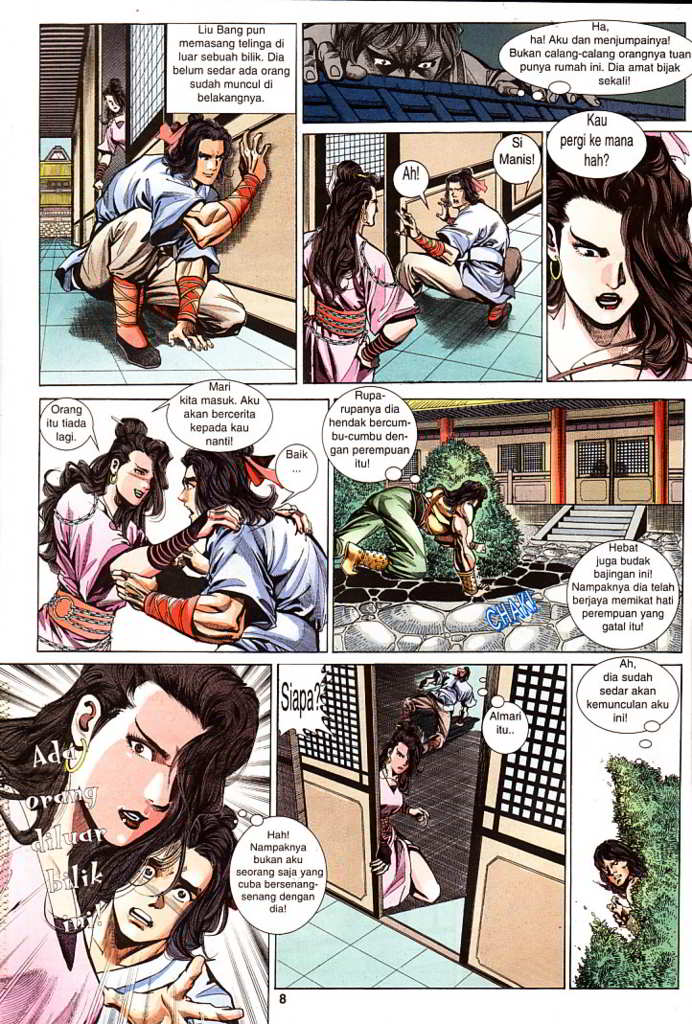 Liu Bang pun
memasang telinga di
luar sebuah bilik. Dia
belum sedar ada orang
sudah muncul di
belakangnya.
Ha,
ha! Aku dan menjumpainya!
Bukan calang-calang orangnya tuan
punya rumah ini. Dia amat bijak
sekali!
Ah!
Si
Manis!
Kau
pergi ke mana
hah?
Orang
itu tiada
lagi.
Mari
kita masuk. Aku
akan bercerita
kepada kau
nanti!
Baik
...
Rupa-
rupanya dia
hendak bercum-
bu-cumbu den-
gan perempuan
itu!
CHAK!
Hebat
juga budak
bajingan ini!
Nampaknya dia telah
berjaya memikat hati
perempuan yang
gatal itu!
Ada
orang
diluar
bilik
ini!
Hah!
Nampaknya
bukan aku
seorang saja yang
cuba bersenang-
senang dengan
dia!
Siapa?
Almari
itu..
Ah,
dia sudah
sedar akan
kemunculan aku
ini!
8